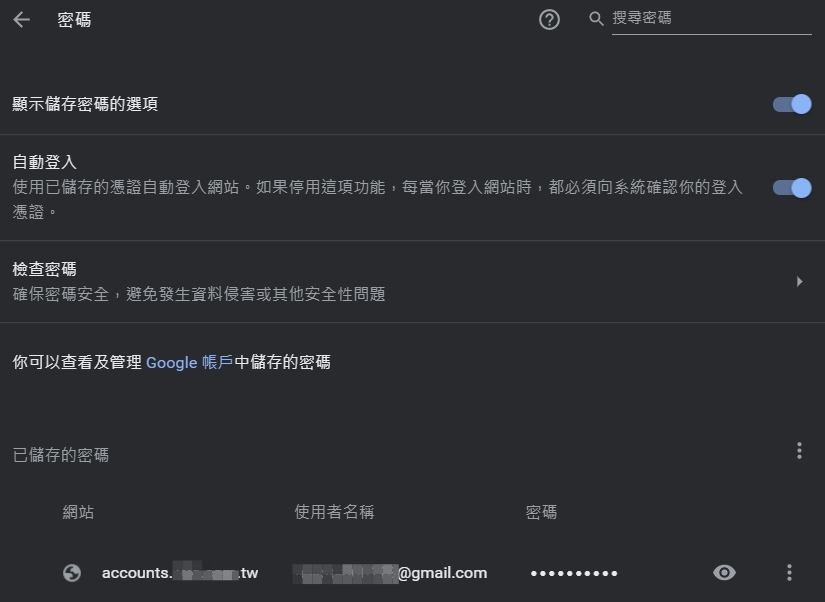 密碼
搜尋密碼
顯示儲存密碼的選項
自動登入
使用已儲存的憑證自動登入網站。如果停用這項功能，每當你登入網站時，都必須向系統確認你的登入
憑證。
檢查密碼
確保密碼安全，避免發生資料侵害或其他安全性問題
你可以查看及管理 Google 帳戶中儲存的密碼
已儲存的密碼
網站 使用者名稱 密碼
accounts. .tw @gmail.com ••••••••••